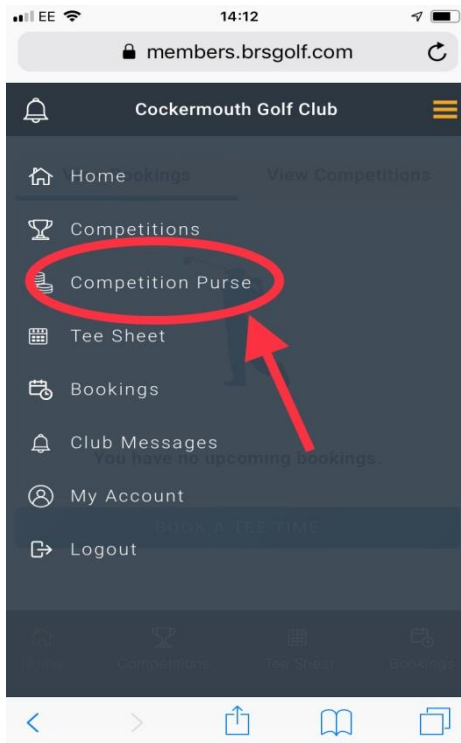 EE 14:12
members.brsgolf.com
Cockermouth Golf Club
Home
View Bookings View Competitions
Competitions
Competition Purse
Tee Sheet
Bookings
Club Messages
You have no upcoming bookings.
My Account
BOOK A TEE TIME
Logout
Home Competitions Tee Sheet Bookings